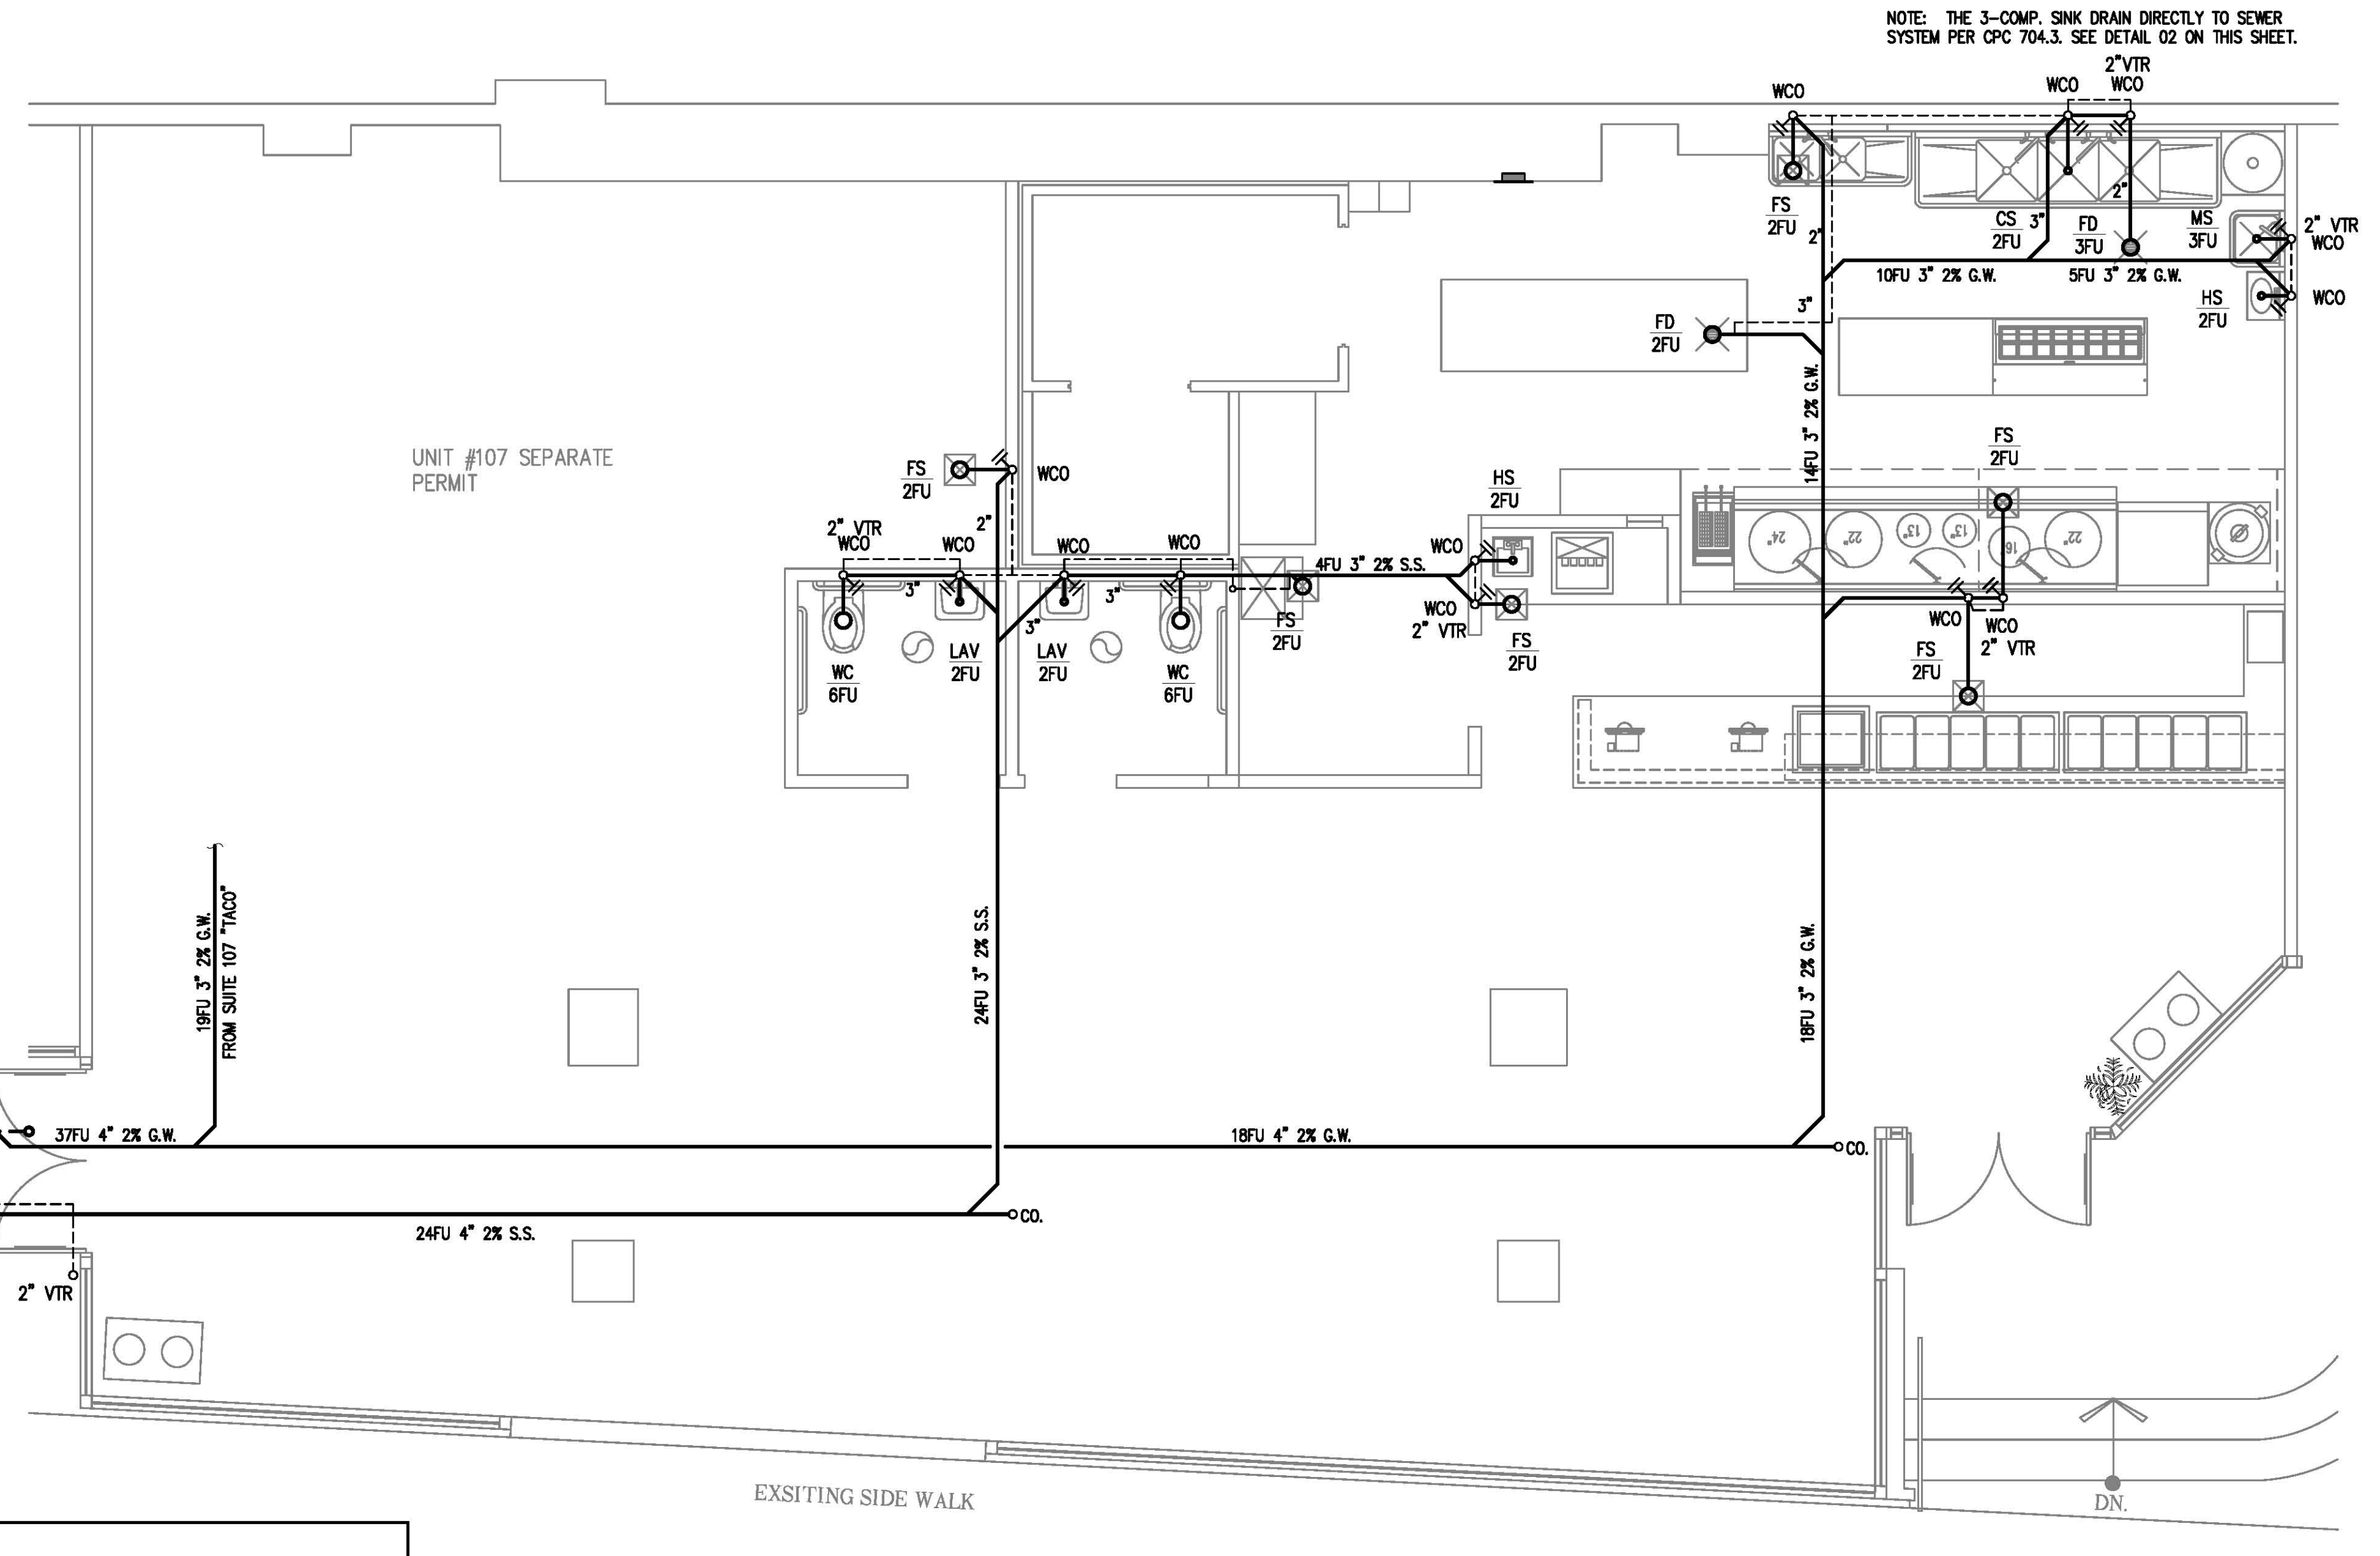 NOTE: THE 3-COMP. SINK DRAIN DIRECTLY TO SEWER
SYSTEM PER CPC 704.3. SEE DETAIL 02 ON THIS SHEET.
2"VTR
WCO
WCO
WCO
FS
2FU
2"
CS
2FU
3"
FD
3FU
2"
MS
3FU
2" VTR
WCO
10FU 3" 2% G.W.
5FU 3" 2% G.W.
HS
2FU
WCO
3"
FD
2FU
14FU 3" 2% G.W.
UNIT #107 SEPARATE
PERMIT
FS
2FU
WCO
2"
2" VTR
WCO
WCO
WCO
WCO
3"
3"
3"
HS
2FU
WCO
4FU 3" 2% S.S.
FS
2FU
24"
22"
13"
13"
16
22"
FS
2FU
WCO
2" VTR
FS
2FU
WC
6FU
LAV
2FU
LAV
2FU
WC
6FU
WCO
WCO
2" VTR
FS
2FU
19FU 3" 2% G.W.
FROM SUITE 107 "TACO"
24FU 3" 2% S.S.
18FU 3" 2% G.W.
37FU 4" 2% G.W.
18FU 4" 2% G.W.
CO.
24FU 4" 2% S.S.
CO.
2" VTR
EXSITING SIDE WALK
DN.